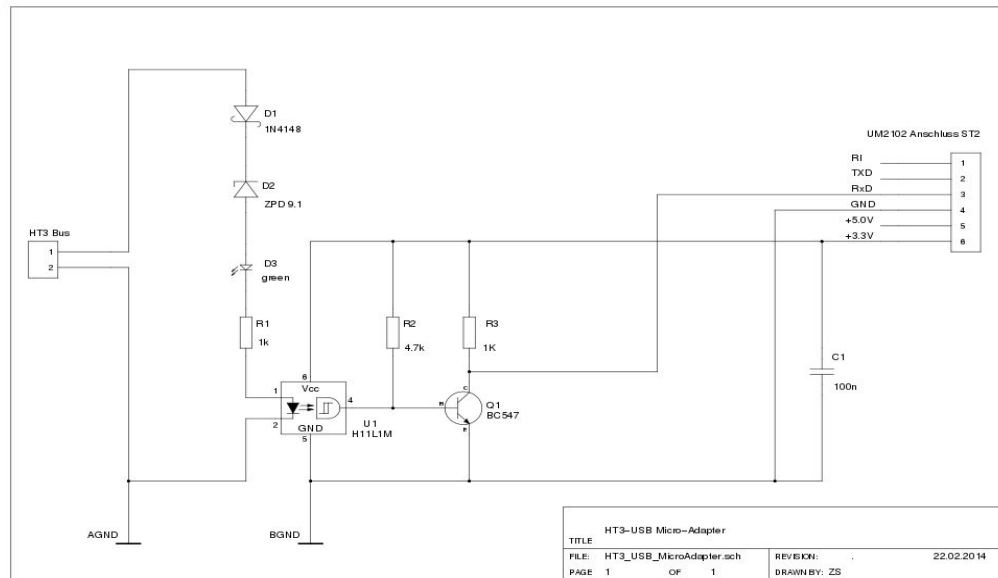 D1
1N4148
UM2102 Anschluss ST2
RI 1
TXD 2
D2
RxD 3
ZPD 9.1
GND 4
+5.0V 5
HT3 Bus
+3.3V 6
1
2
D3
green
R1
1k
R2
4.7k
R3
1K
C1
100n
6
Vcc
1
4
C
B
Q1
BC547
2
GND
U1
H11L1M
5
E
AGND
BGND
TITLE HT3-USB Micro-Adapter
FILE: HT3_USB_MicroAdapter.sch REVISION: . 22.02.2014
PAGE 1 OF 1 DRAWN BY: ZS